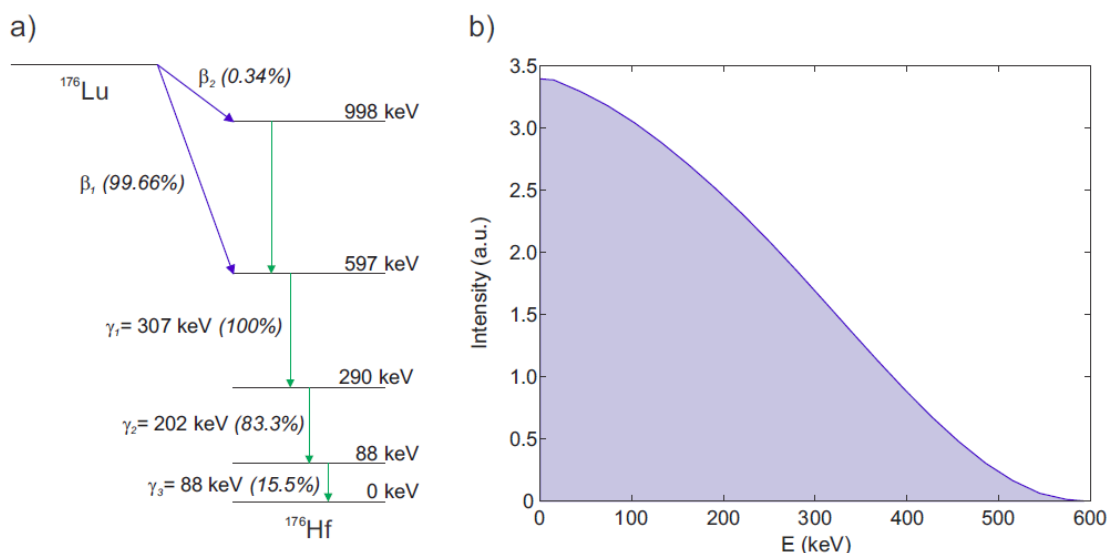 a)
¹⁷⁶Lu
β₂ (0.34%)
998 keV
β₁ (99.66%)
597 keV
γ₁= 307 keV (100%)
290 keV
γ₂= 202 keV (83.3%)
88 keV
γ₃= 88 keV (15.5%)
0 keV
¹⁷⁶Hf
b)
Intensity (a.u.)
3.5
3.0
2.5
2.0
1.5
1.0
0.5
0
0 100 200 300 400 500 600
E (keV)